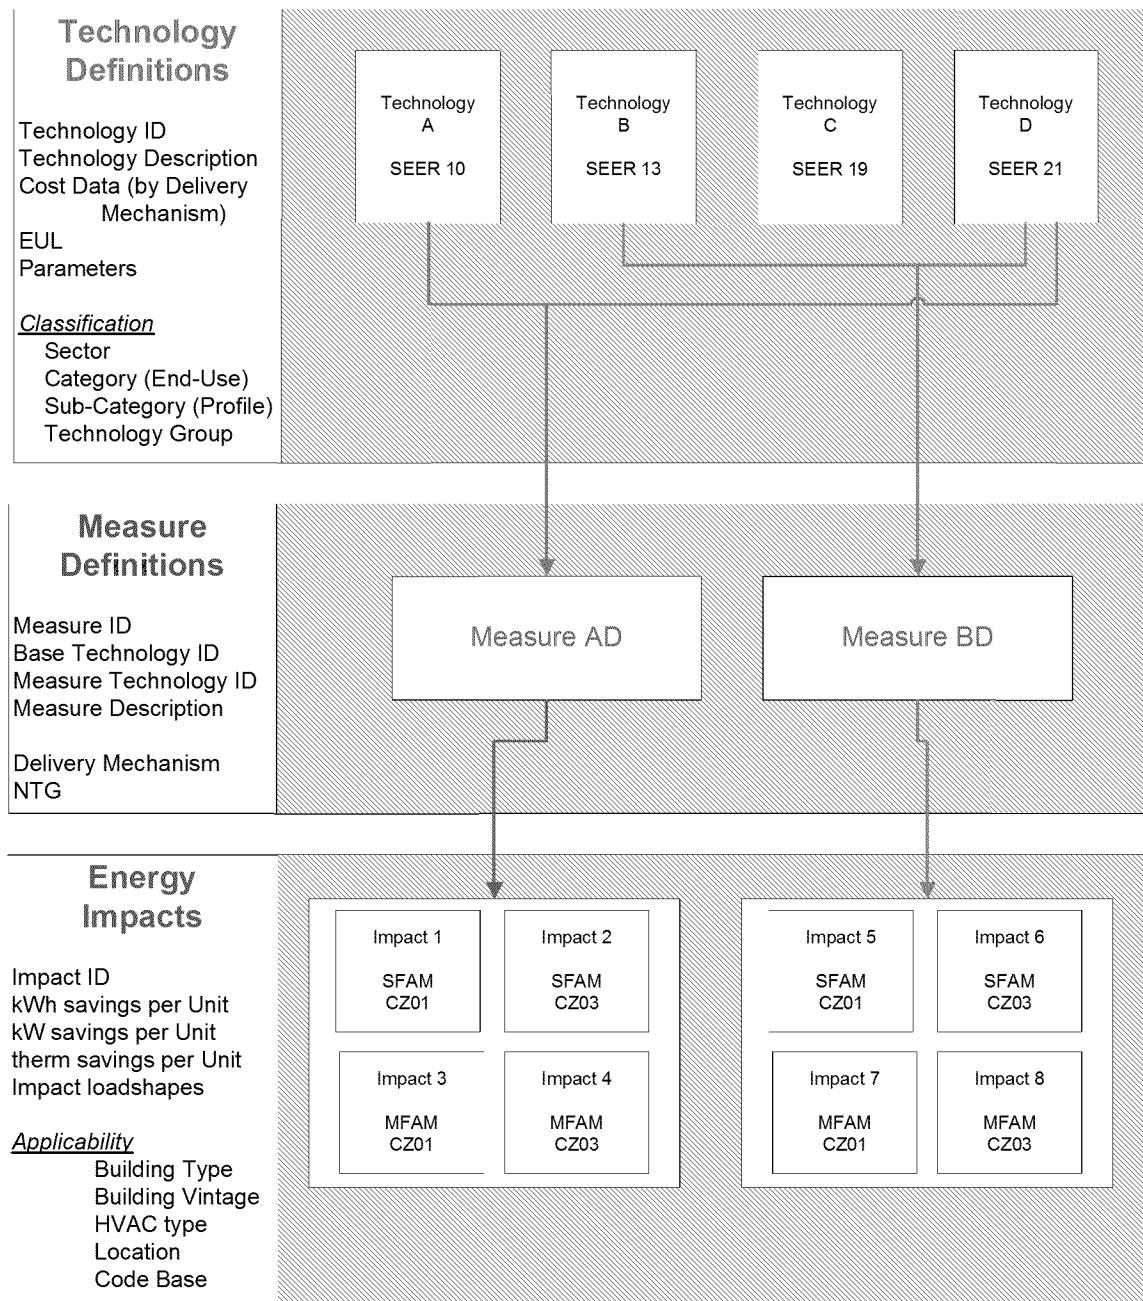 Technology
Definitions
Technology ID
Technology Description
Cost Data (by Delivery
Mechanism)
EUL
Parameters
Classification
Sector
Category (End-Use)
Sub-Category (Profile)
Technology Group
Technology
A
SEER 10
Technology
B
SEER 13
Technology
C
SEER 19
Technology
D
SEER 21
Measure
Definitions
Measure ID
Base Technology ID
Measure Technology ID
Measure Description
Delivery Mechanism
NTG
Measure AD
Measure BD
Energy
Impacts
Impact ID
kWh savings per Unit
kW savings per Unit
therm savings per Unit
Impact loadshapes
Applicability
Building Type
Building Vintage
HVAC type
Location
Code Base
Impact 1
SFAM
CZ01
Impact 2
SFAM
CZ03
Impact 3
MFAM
CZ01
Impact 4
MFAM
CZ03
Impact 5
SFAM
CZ01
Impact 6
SFAM
CZ03
Impact 7
MFAM
CZ01
Impact 8
MFAM
CZ03